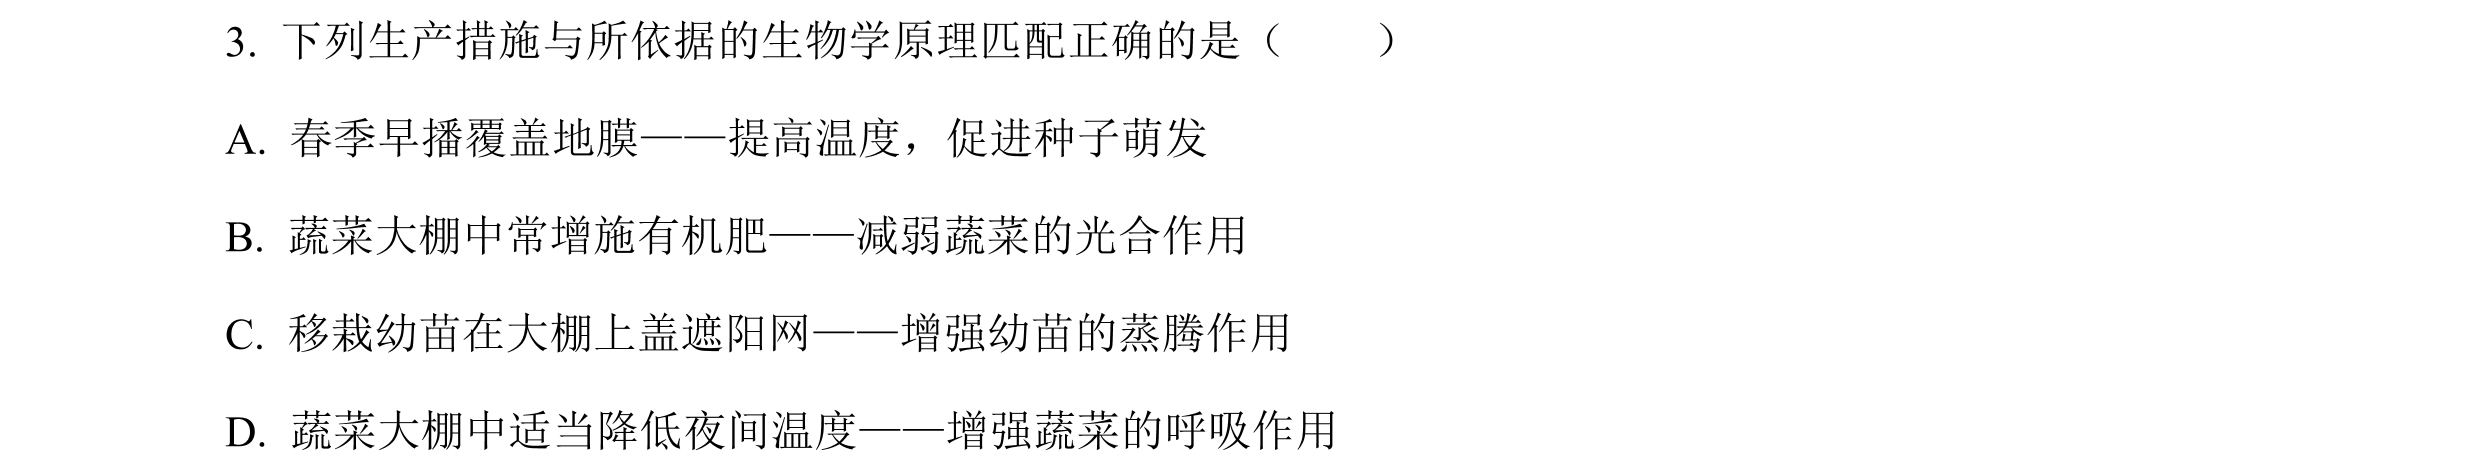 3. 下列生产措施与所依据的生物学原理匹配正确的是（　　）
A. 春季早播覆盖地膜——提高温度，促进种子萌发
B. 蔬菜大棚中常增施有机肥——减弱蔬菜的光合作用
C. 移栽幼苗在大棚上盖遮阳网——增强幼苗的蒸腾作用
D. 蔬菜大棚中适当降低夜间温度——增强蔬菜的呼吸作用